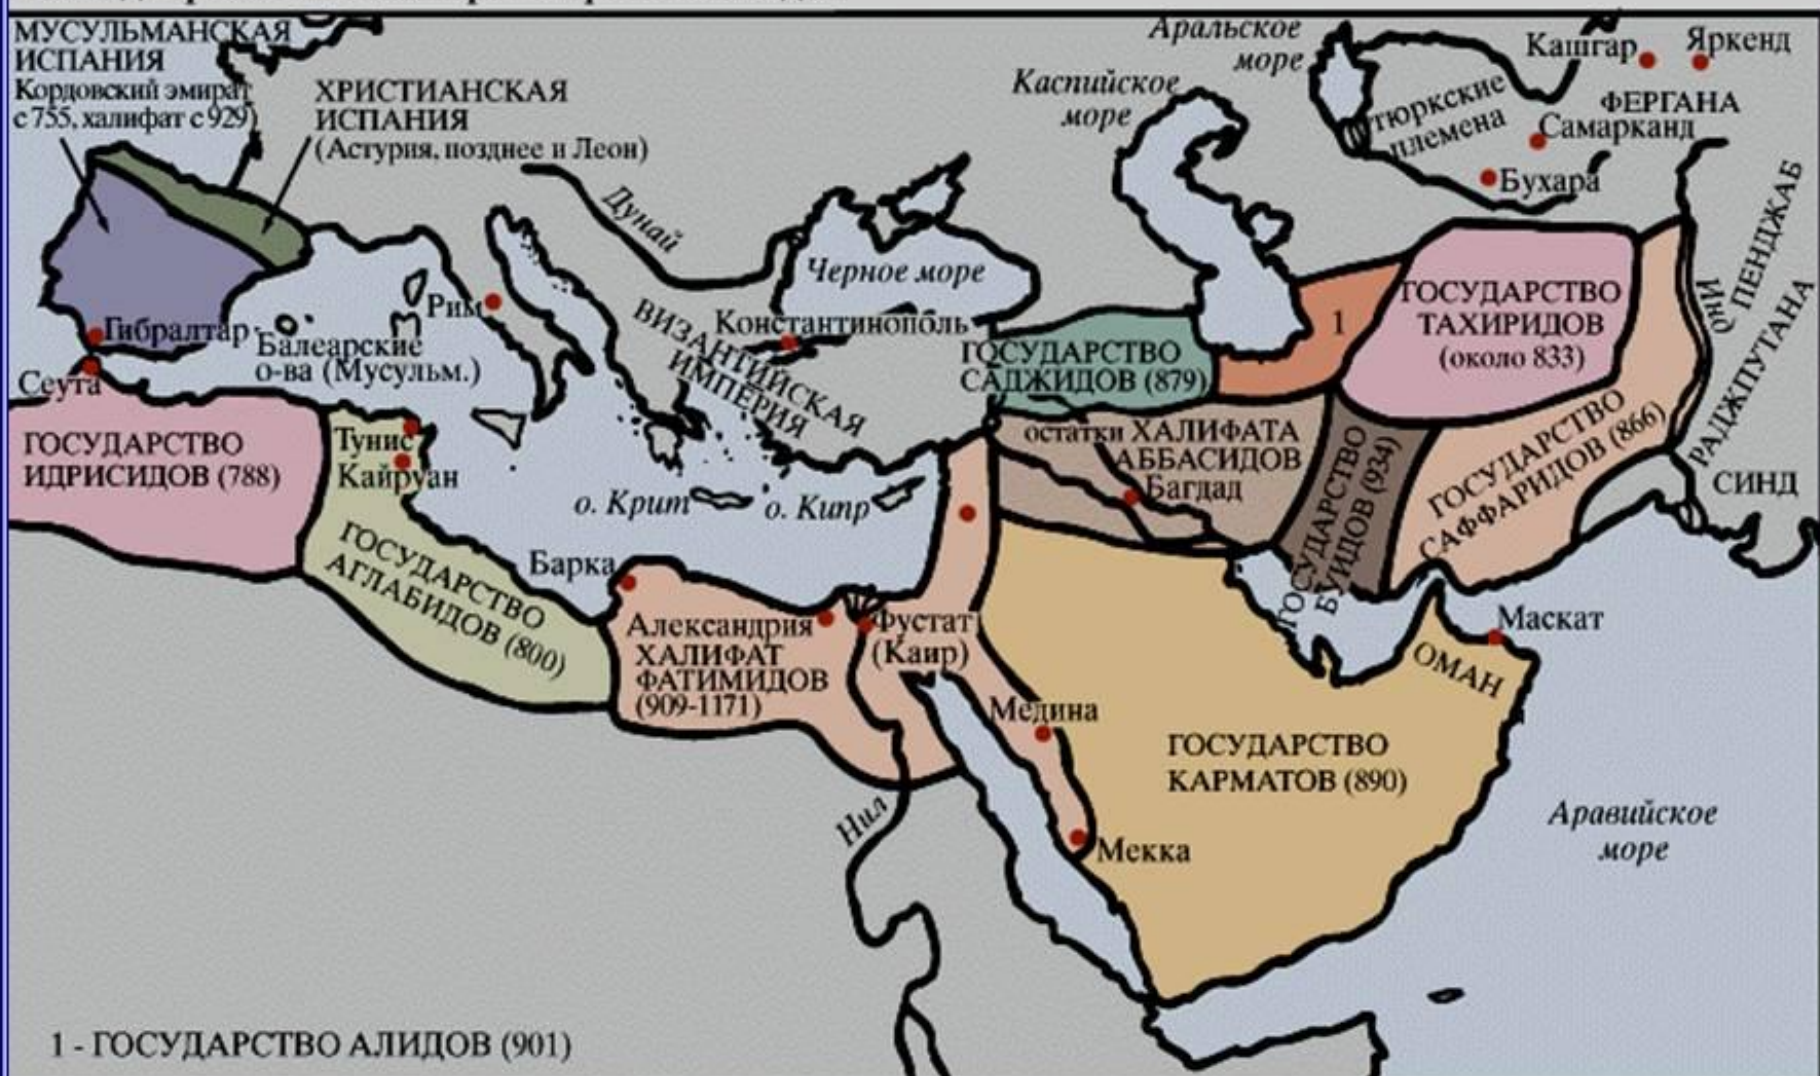 МУСУЛЬМАНСКАЯ
ИСПАНИЯ
Кордовский эмират
с 755, халифат с 929)
ХРИСТИАНСКАЯ
ИСПАНИЯ
(Астурия, позднее и Леон)
Аральское
море
Каспийское
море
Кашгар
Яркенд
ФЕРГАНА
тюркские
племена
Самарканд
Бухара
ПЕНДЖАБ
Инд
РАДЖПУТАНА
СИНД
Дунай
Черное море
Рим
ВИЗАНТИЙСКАЯ
ИМПЕРИЯ
Константинополь
Гибралтар
Балеарские
о-ва (Мусульм.)
Сеута
ГОСУДАРСТВО
САДЖИДОВ (879)
1
ГОСУДАРСТВО
ТАХИРИДОВ
(около 833)
ГОСУДАРСТВО
САФФАРИДОВ (866)
остатки ХАЛИФАТА
АББАСИДОВ
Багдад
ГОСУДАРСТВО
БУИДОВ (934)
ГОСУДАРСТВО
ИДРИСИДОВ (788)
Тунис
Кайруан
ГОСУДАРСТВО
АГЛАБИДОВ (800)
о. Крит
о. Кипр
Барка
Александрия
ХАЛИФАТ
ФАТИМИДОВ
(909-1171)
Фустат
(Каир)
Нил
Медина
Мекка
ГОСУДАРСТВО
КАРМАТОВ (890)
ОМАН
Маскат
Аравийское
море
1 - ГОСУДАРСТВО АЛИДОВ (901)